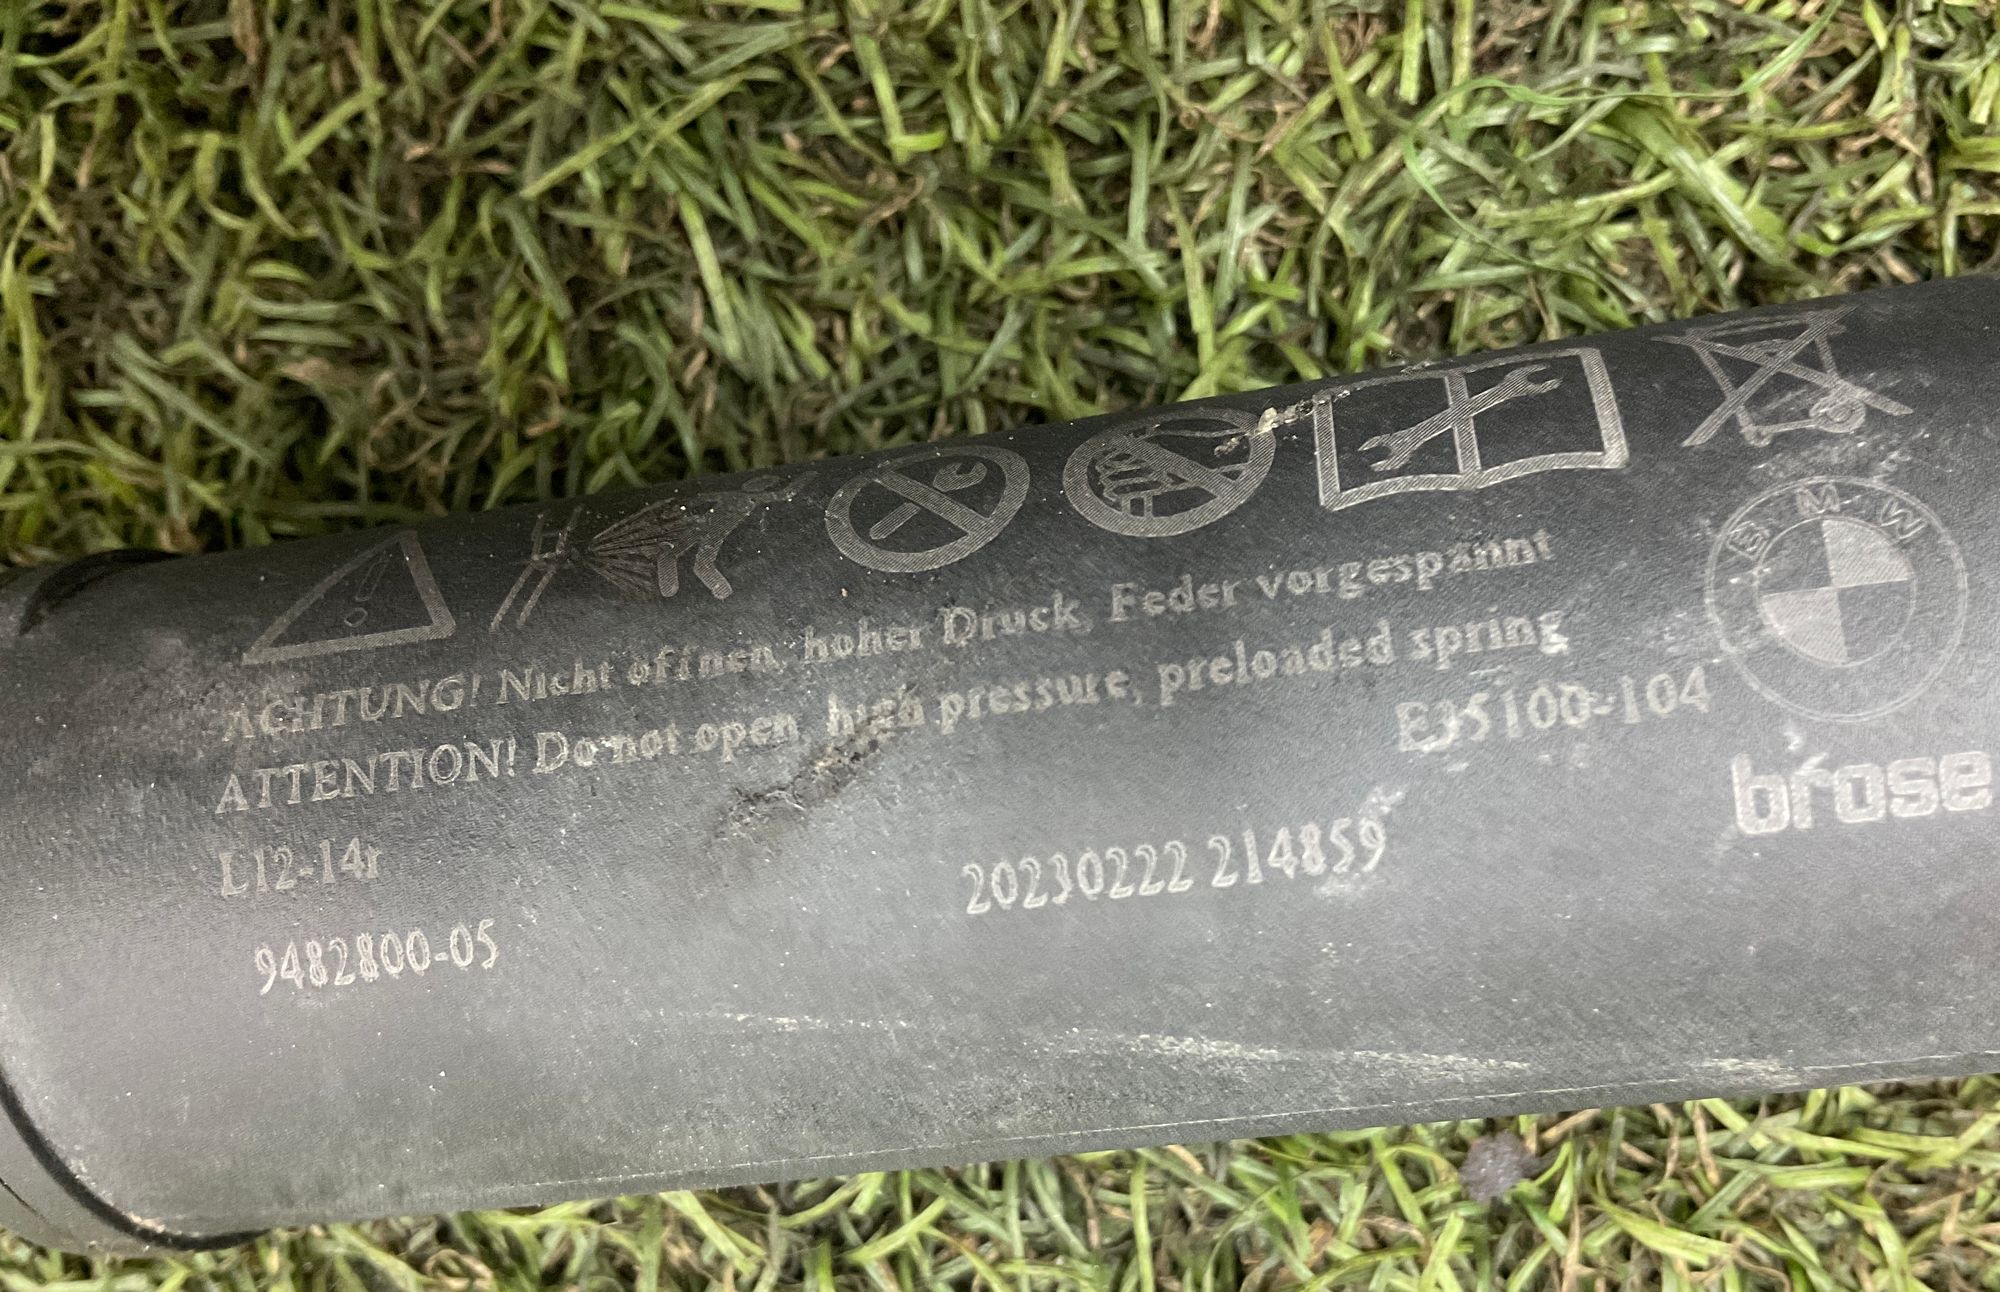 ACHTUNG! Nicht öffnen, hoher Druck, Feder vorgespannt
ATTENTION! Do not open, high pressure, preloaded spring
E35100-104
BMW
brose
L12-14r
20230222 214859
9482800-05